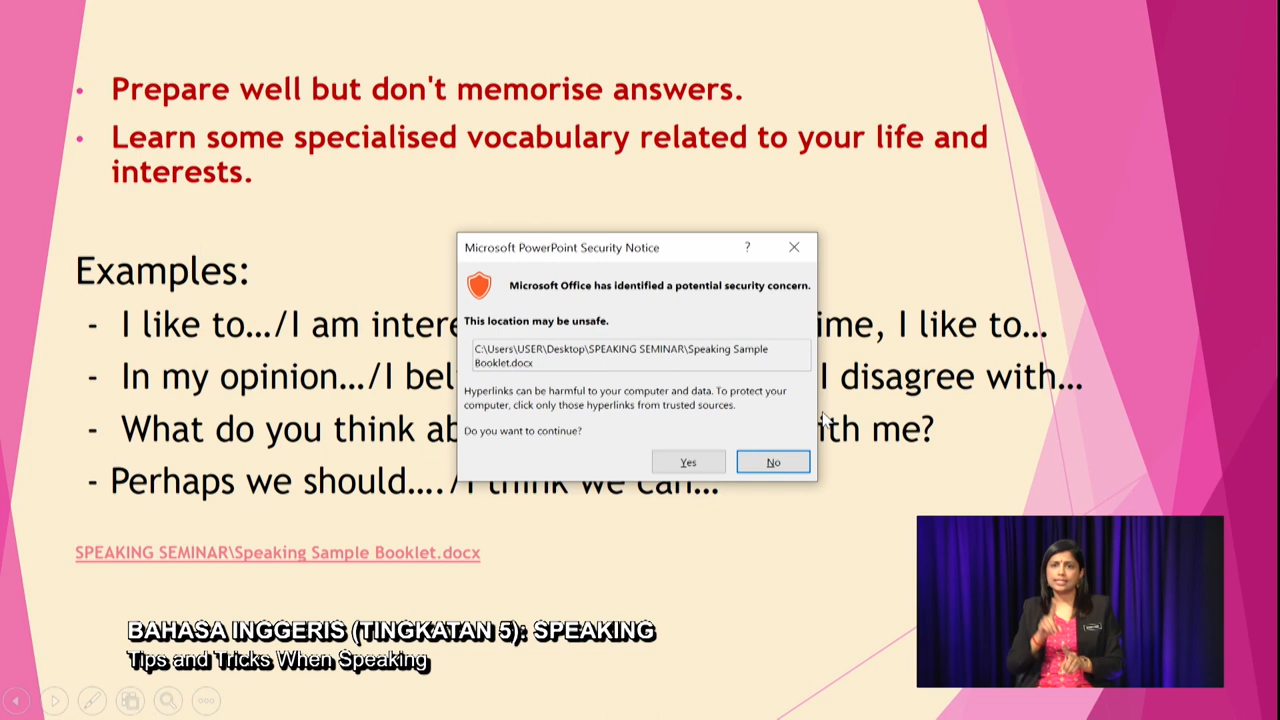 • Prepare well but don't memorise answers.
• Learn some specialised vocabulary related to your life and
interests.
Examples:
- I like to…/I am
ime, I like to…
- In my opinion…/I
I disagree with…
- What do you think
with me?
- Perhaps we should…./I think we can…
Microsoft PowerPoint Security Notice
?
Microsoft Office has identified a potential security concern.
This location may be unsafe.
C:\Users\USER\Desktop\SPEAKING SEMINAR\Speaking Sample
Booklet.docx
Hyperlinks can be harmful to your computer and data. To protect your
computer, click only those hyperlinks from trusted sources.
Do you want to continue?
Yes
No
SPEAKING SEMINAR\Speaking Sample Booklet.docx
BAHASA INGGERIS (TINGKATAN 5): SPEAKING
Tips and Tricks When Speaking